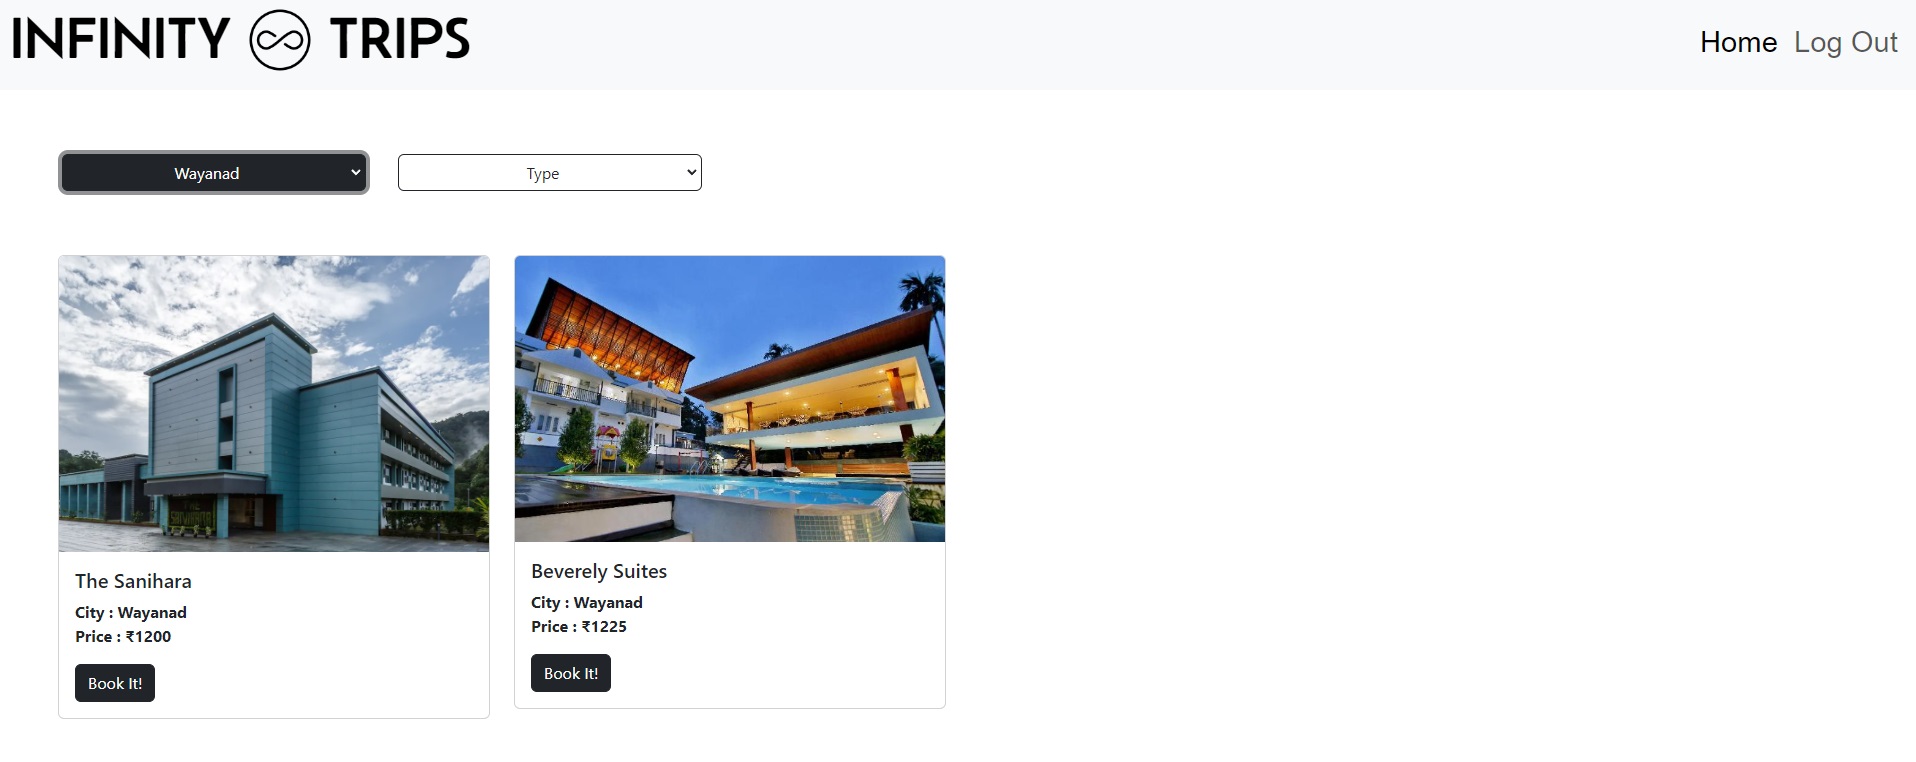 INFINITY TRIPS
Home Log Out
Wayanad
Type
The Sanihara
City : Wayanad
Price : ₹1200
Book It!
Beverely Suites
City : Wayanad
Price : ₹1225
Book It!